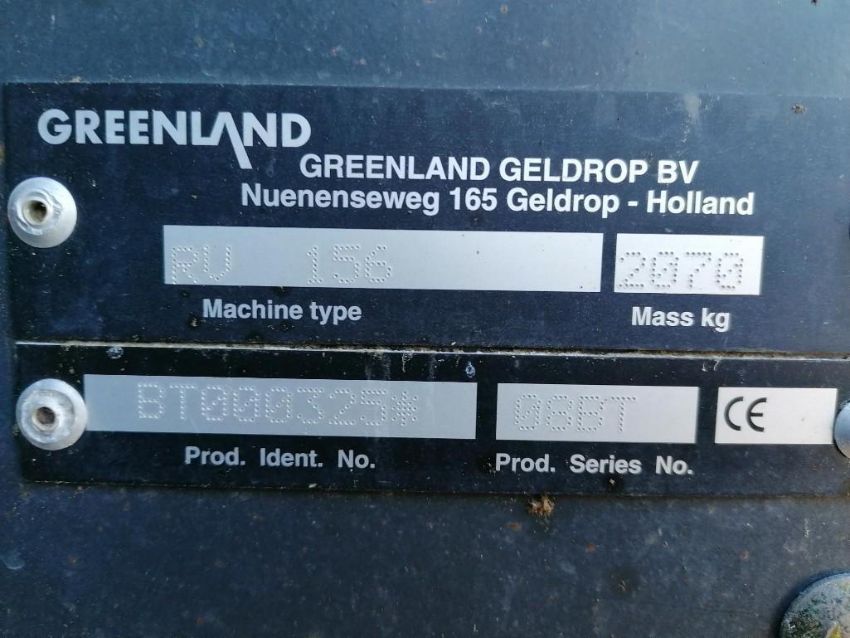 GREENLAND
GREENLAND GELDROP BV
Nuenenseweg 165 Geldrop - Holland
RV 156 2070
Machine type Mass kg
BT000325* 08BT CE
Prod. Ident. No. Prod. Series No.